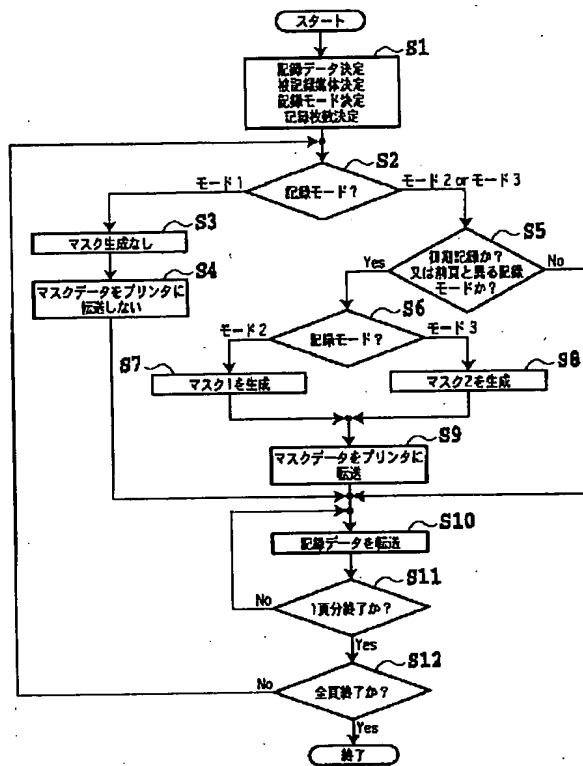 スタート
S1
記録データ決定
被記録媒体決定
記録モード決定
記録枚数決定
S2
記録モード?
モード1
モード2 or モード3
S3
マスク生成なし
S4
マスクデータをプリンタに
転送しない
S5
初期記録か?
又は前頁と異る記録
モードか?
Yes
No
S6
記録モード?
モード2
モード3
S7
マスク1を生成
S8
マスク2を生成
S9
マスクデータをプリンタに
転送
S10
記録データを転送
S11
1頁分終了か?
No
Yes
S12
全頁終了か?
No
Yes
終了